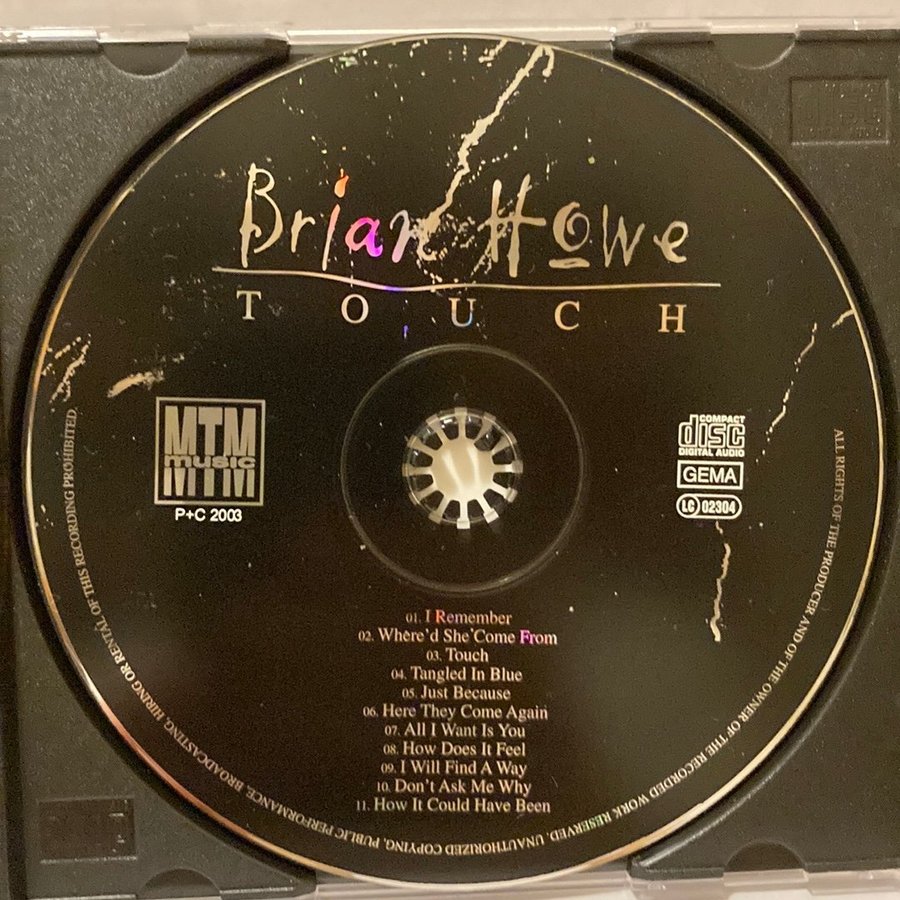 Brian Howe
TOUCH
MTM
music
MTM
P+C 2003
COMPACT
disc
DIGITAL AUDIO
GEMA
LC 02304
01. I Remember
02. Where'd She Come From
03. Touch
04. Tangled In Blue
05. Just Because
06. Here They Come Again
07. All I Want Is You
08. How Does It Feel
09. I Will Find A Way
10. Don't Ask Me Why
11. How It Could Have Been
ALL RIGHTS OF THE PRODUCER AND OF THE OWNER OF THE RECORDED WORK RESERVED. UNAUTHORIZED COPYING, PUBLIC PERFORMANCE, BROADCASTING, HIRING OR RENTAL OF THIS RECORDING PROHIBITED.